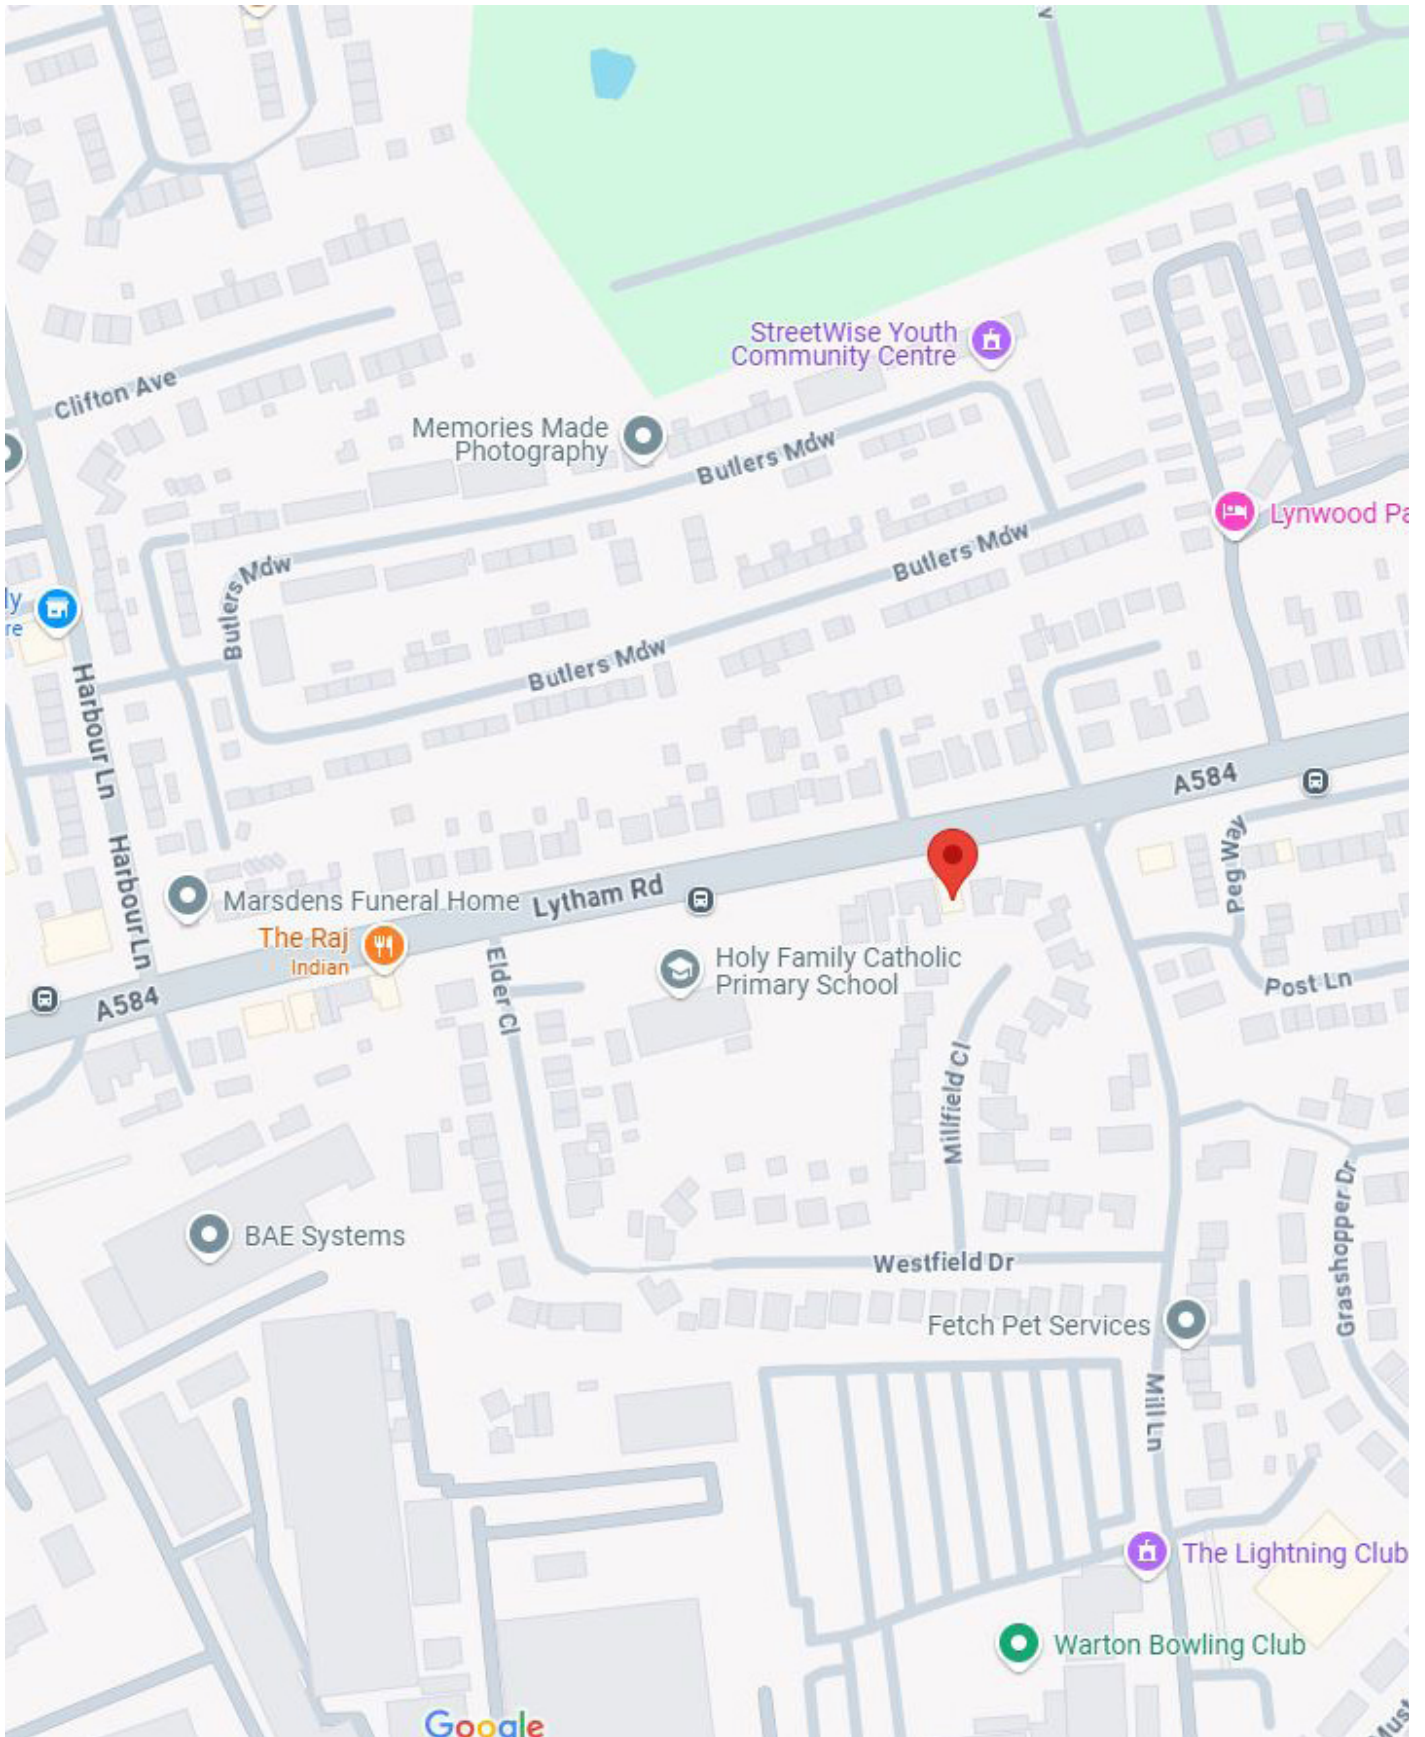 StreetWise Youth
Community Centre
Clifton Ave
Memories Made
Photography
Butlers Mdw
Lynwood Pa
Butlers Mdw
Butlers Mdw
ly
re
Butlers Mdw
Harbour Ln
A584
Peg Way
Harbour Ln
Marsdens Funeral Home
Lytham Rd
The Raj
Indian
Holy Family Catholic
Primary School
Elder Cl
Post Ln
A584
Millfield Cl
Grasshopper Dr
BAE Systems
Westfield Dr
Fetch Pet Services
Mill Ln
The Lightning Club
Warton Bowling Club
Must
Google